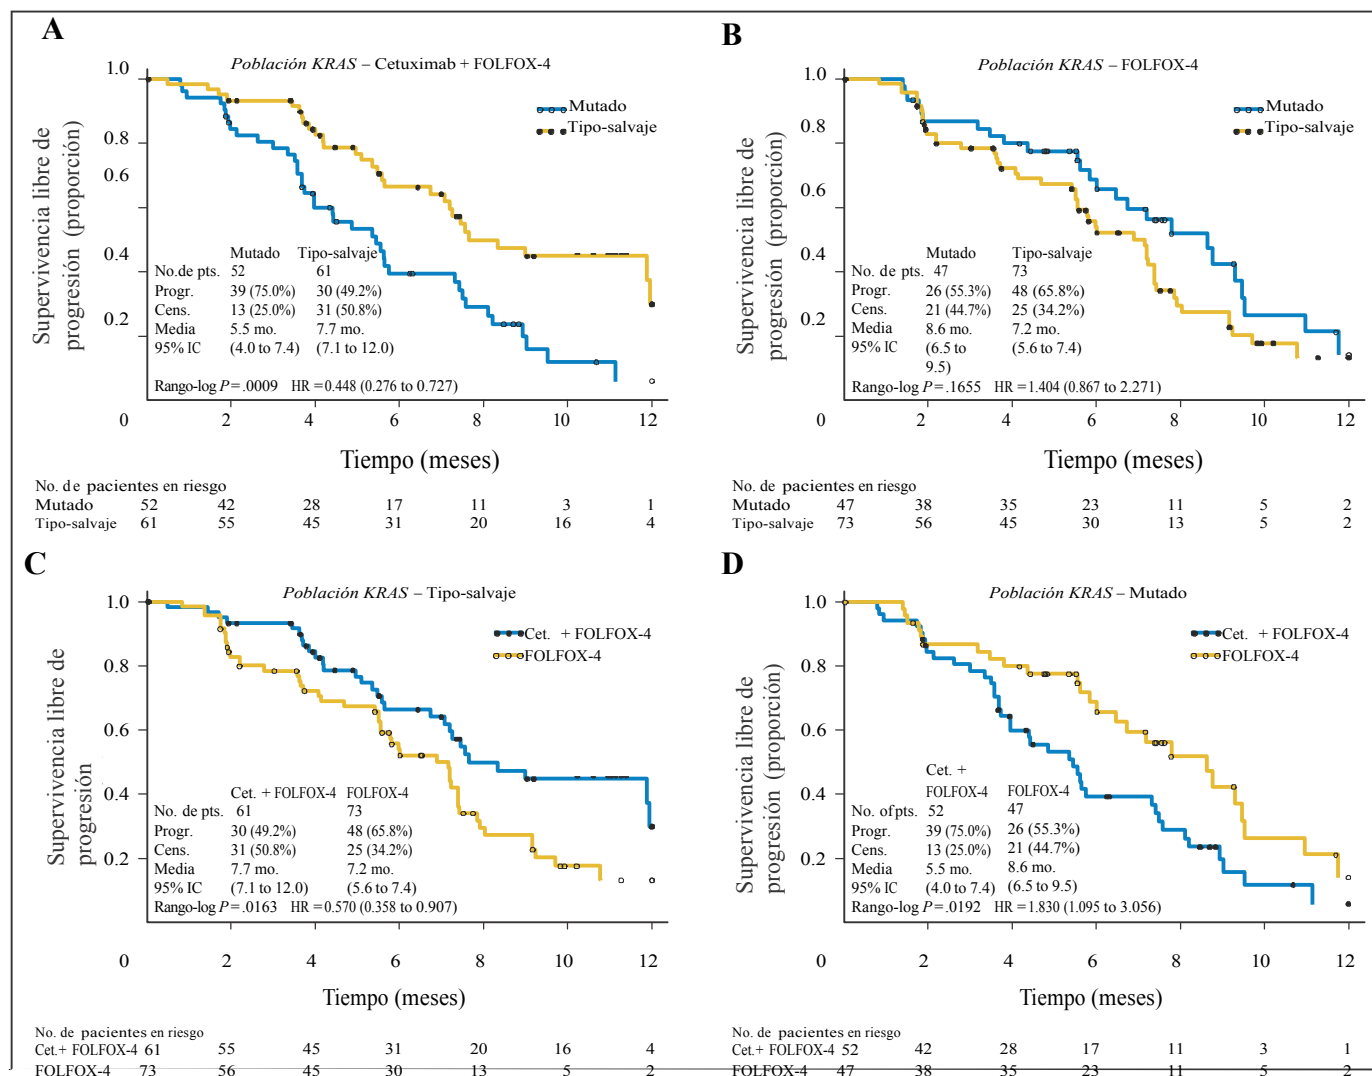 A
Población KRAS – Cetuximab + FOLFOX-4
Supervivencia libre de
progresión (proporción)
1.0
0.8
0.6
0.4
0.2
0
Mutado
Tipo-salvaje
Mutado Tipo-salvaje
No.de pts. 52 61
Progr. 39 (75.0%) 30 (49.2%)
Cens. 13 (25.0%) 31 (50.8%)
Media 5.5 mo. 7.7 mo.
95% IC (4.0 to 7.4) (7.1 to 12.0)
Rango-log P=.0009 HR=0.448 (0.276 to 0.727)
2 4 6 8 10 12
Tiempo (meses)
No. de pacientes en riesgo
Mutado 52 42 28 17 11 3 1
Tipo-salvaje 61 55 45 31 20 16 4
B
Población KRAS – FOLFOX-4
Supervivencia libre de
progresión (proporción)
1.0
0.8
0.6
0.4
0.2
0
Mutado
Tipo-salvaje
Mutado Tipo-salvaje
No. de pts. 47 73
Progr. 26 (55.3%) 48 (65.8%)
Cens. 21 (44.7%) 25 (34.2%)
Media 8.6 mo. 7.2 mo.
95% IC (6.5 to (5.6 to 7.4)
9.5)
Rango-log P=.1655 HR=1.404 (0.867 to 2.271)
2 4 6 8 10 12
Tiempo (meses)
No. de pacientes en riesgo
Mutado 47 38 35 23 11 5 2
Tipo-salvaje 73 56 45 30 13 5 2
C
Población KRAS – Tipo-salvaje
Supervivencia libre de
progresión
1.0
0.8
0.6
0.4
0.2
0
Cet. + FOLFOX-4
FOLFOX-4
Cet. + FOLFOX-4 FOLFOX-4
No. de pts. 61 73
Progr. 30 (49.2%) 48 (65.8%)
Cens. 31 (50.8%) 25 (34.2%)
Media 7.7 mo. 7.2 mo.
95% IC (7.1 to 12.0) (5.6 to 7.4)
Rango-log P=.0163 HR=0.570 (0.358 to 0.907)
2 4 6 8 10 12
Tiempo (meses)
No. de pacientes en riesgo
Cet.+ FOLFOX-4 61 55 45 31 20 16 4
FOLFOX-4 73 56 45 30 13 5 2
D
Población KRAS – Mutado
Supervivencia libre de
progresión (proporción)
1.0
0.8
0.6
0.4
0.2
0
Cet. + FOLFOX-4
FOLFOX-4
Cet. +
FOLFOX-4 FOLFOX-4
No. of pts. 52 47
Progr. 39 (75.0%) 26 (55.3%)
Cens. 13 (25.0%) 21 (44.7%)
Media 5.5 mo. 8.6 mo.
95% IC (4.0 to 7.4) (6.5 to 9.5)
Rango-log P=.0192 HR=1.830 (1.095 to 3.056)
2 4 6 8 10 12
Tiempo (meses)
No. de pacientes en riesgo
Cet.+ FOLFOX-4 52 42 28 17 11 3 1
FOLFOX-4 47 38 35 23 11 5 2